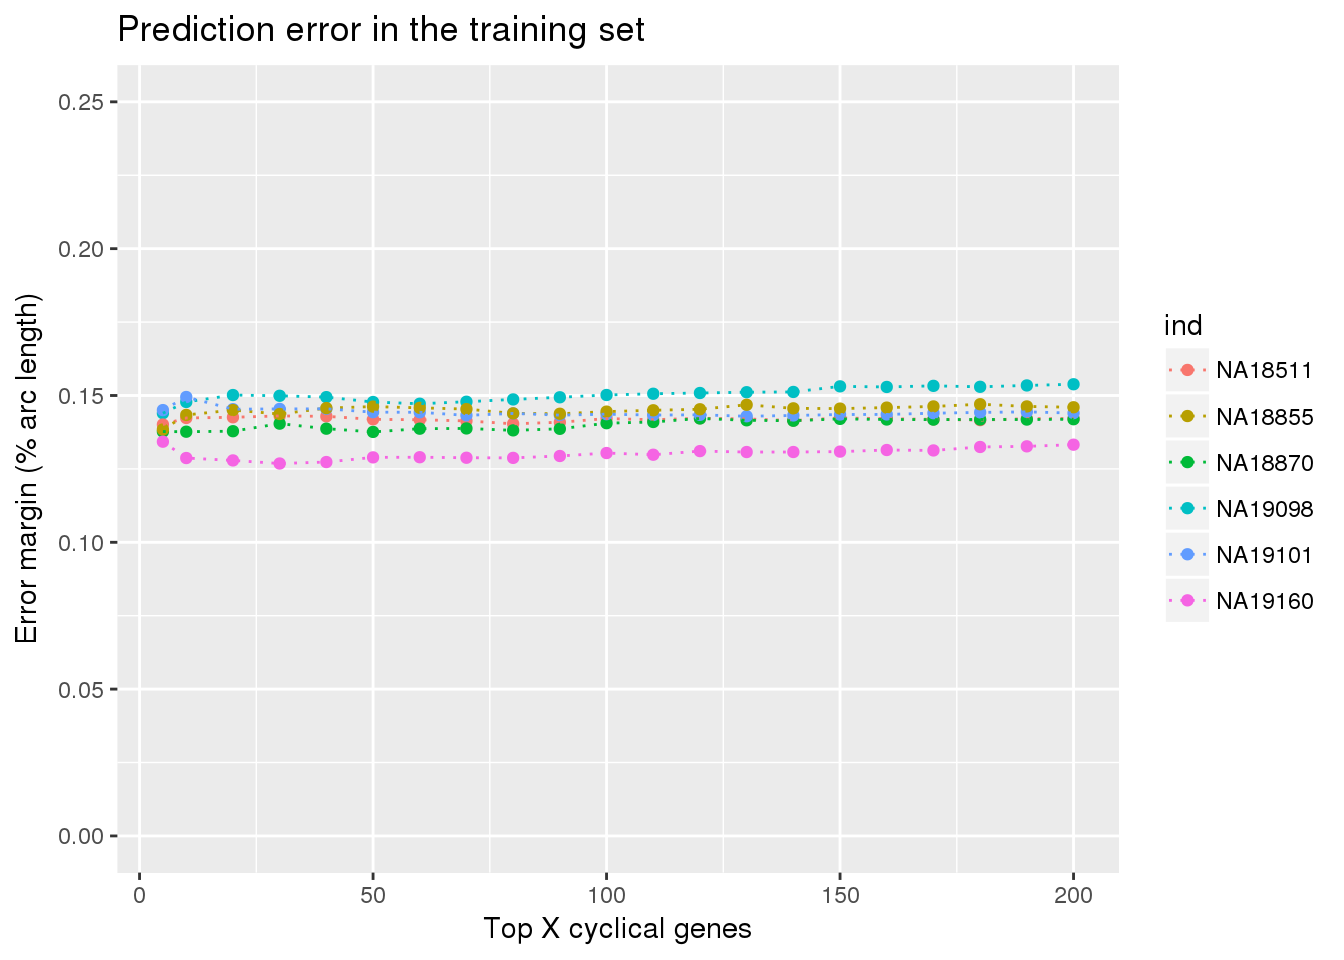 Prediction error in the training set
Error margin (% arc length)
0.25
0.20
0.15
0.10
0.05
0.00
0
50
100
150
200
Top X cyclical genes
ind
NA18511
NA18855
NA18870
NA19098
NA19101
NA19160